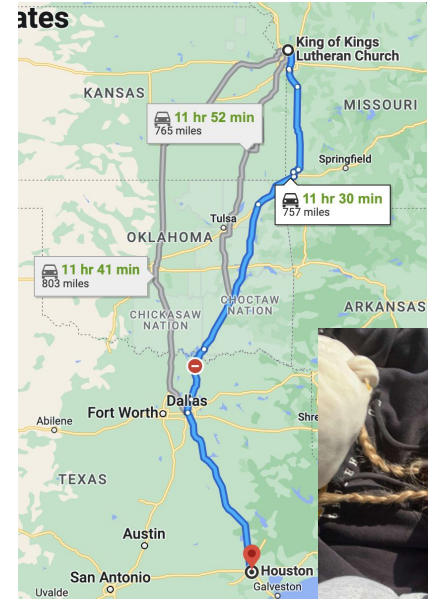 ates
King of Kings
Lutheran Church
KANSAS
MISSOURI
11 hr 52 min
765 miles
Springfield
11 hr 30 min
757 miles
Tulsa
OKLAHOMA
11 hr 41 min
803 miles
CHOCTAW
NATION
CHICKASAW
NATION
ARKANSAS
Dallas
Fort Worth
Abilene
Shre
TEXAS
Austin
Houston
San Antonio
Galveston
Uvalde